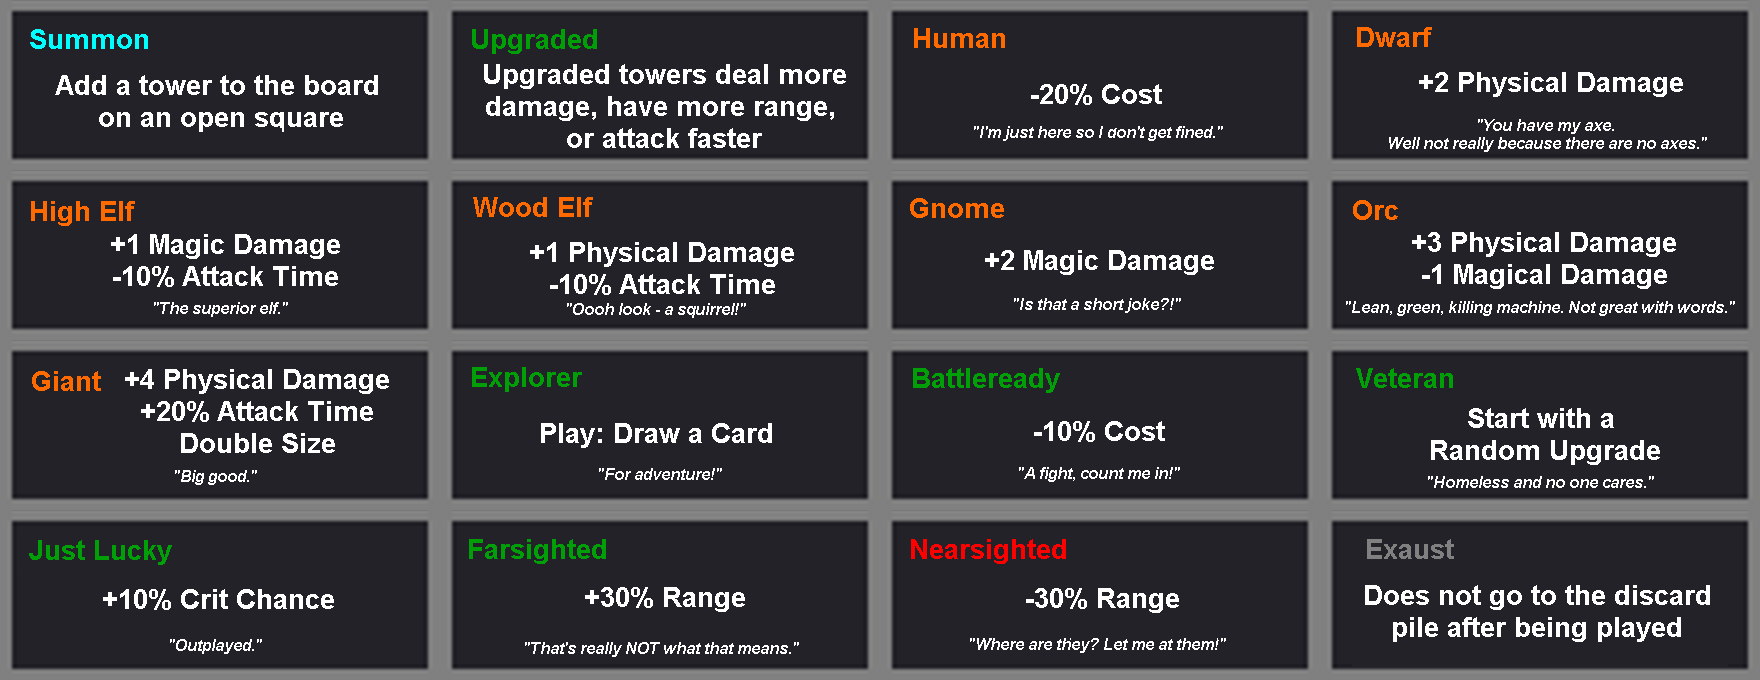 Summon
Add a tower to the board
on an open square
Upgraded
Upgraded towers deal more
damage, have more range,
or attack faster
Human
-20% Cost
"I'm just here so I don't get fined."
Dwarf
+2 Physical Damage
"You have my axe.
Well not really because there are no axes."
High Elf
+1 Magic Damage
-10% Attack Time
"The superior elf."
Wood Elf
+1 Physical Damage
-10% Attack Time
"Oooh look - a squirrel!"
Gnome
+2 Magic Damage
"Is that a short joke?!"
Orc
+3 Physical Damage
-1 Magical Damage
"Lean, green, killing machine. Not great with words."
Giant
+4 Physical Damage
+20% Attack Time
Double Size
"Big good."
Explorer
Play: Draw a Card
"For adventure!"
Battleready
-10% Cost
"A fight, count me in!"
Veteran
Start with a
Random Upgrade
"Homeless and no one cares."
Just Lucky
+10% Crit Chance
"Outplayed."
Farsighted
+30% Range
"That's really NOT what that means."
Nearsighted
-30% Range
"Where are they? Let me at them!"
Exaust
Does not go to the discard
pile after being played